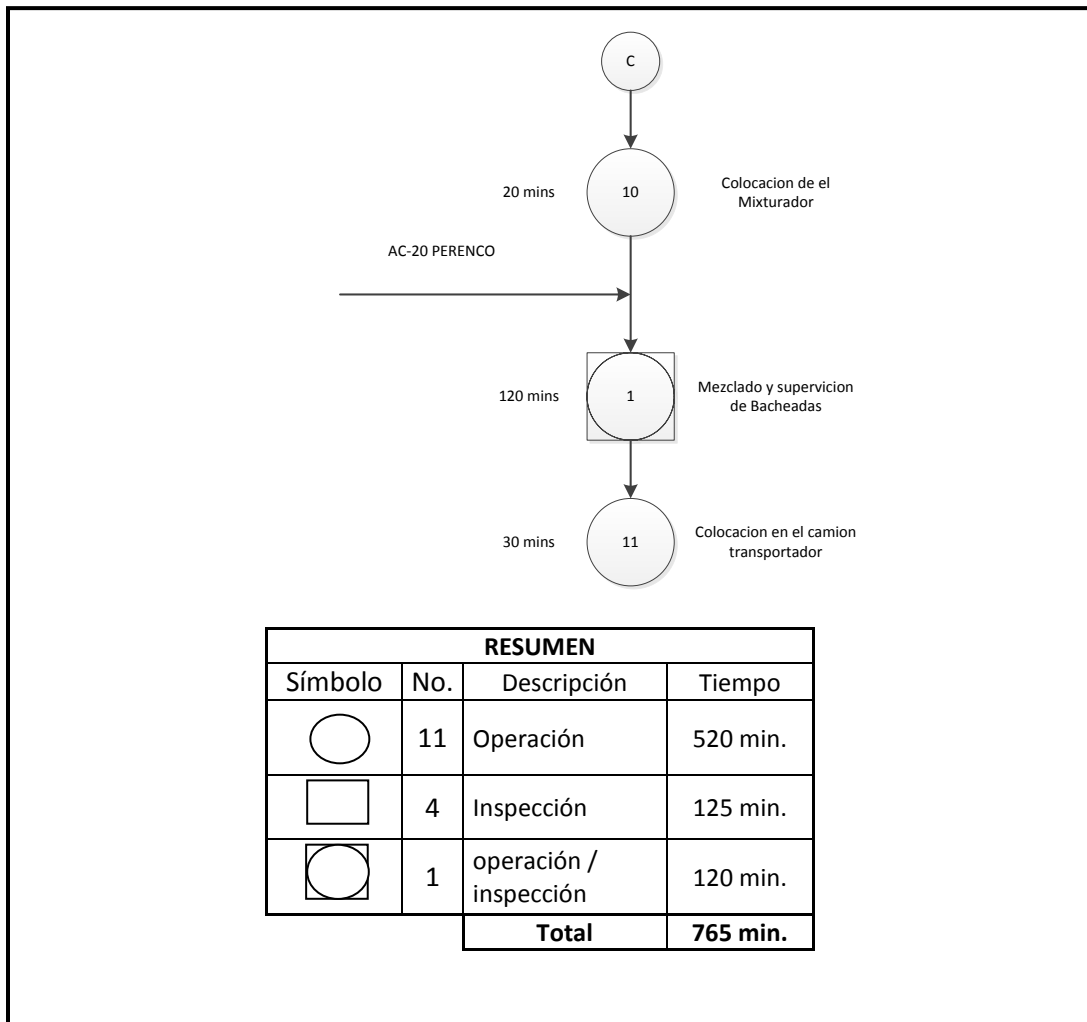 C
20 mins
10
Colocacion de el
Mixturador
AC-20 PERENCO
120 mins
1
Mezclado y supervicion
de Bacheadas
30 mins
11
Colocacion en el camion
transportador
RESUMEN
Símbolo No. Descripción Tiempo
11 Operación 520 min.
4 Inspección 125 min.
1 operación /
inspección 120 min.
Total 765 min.